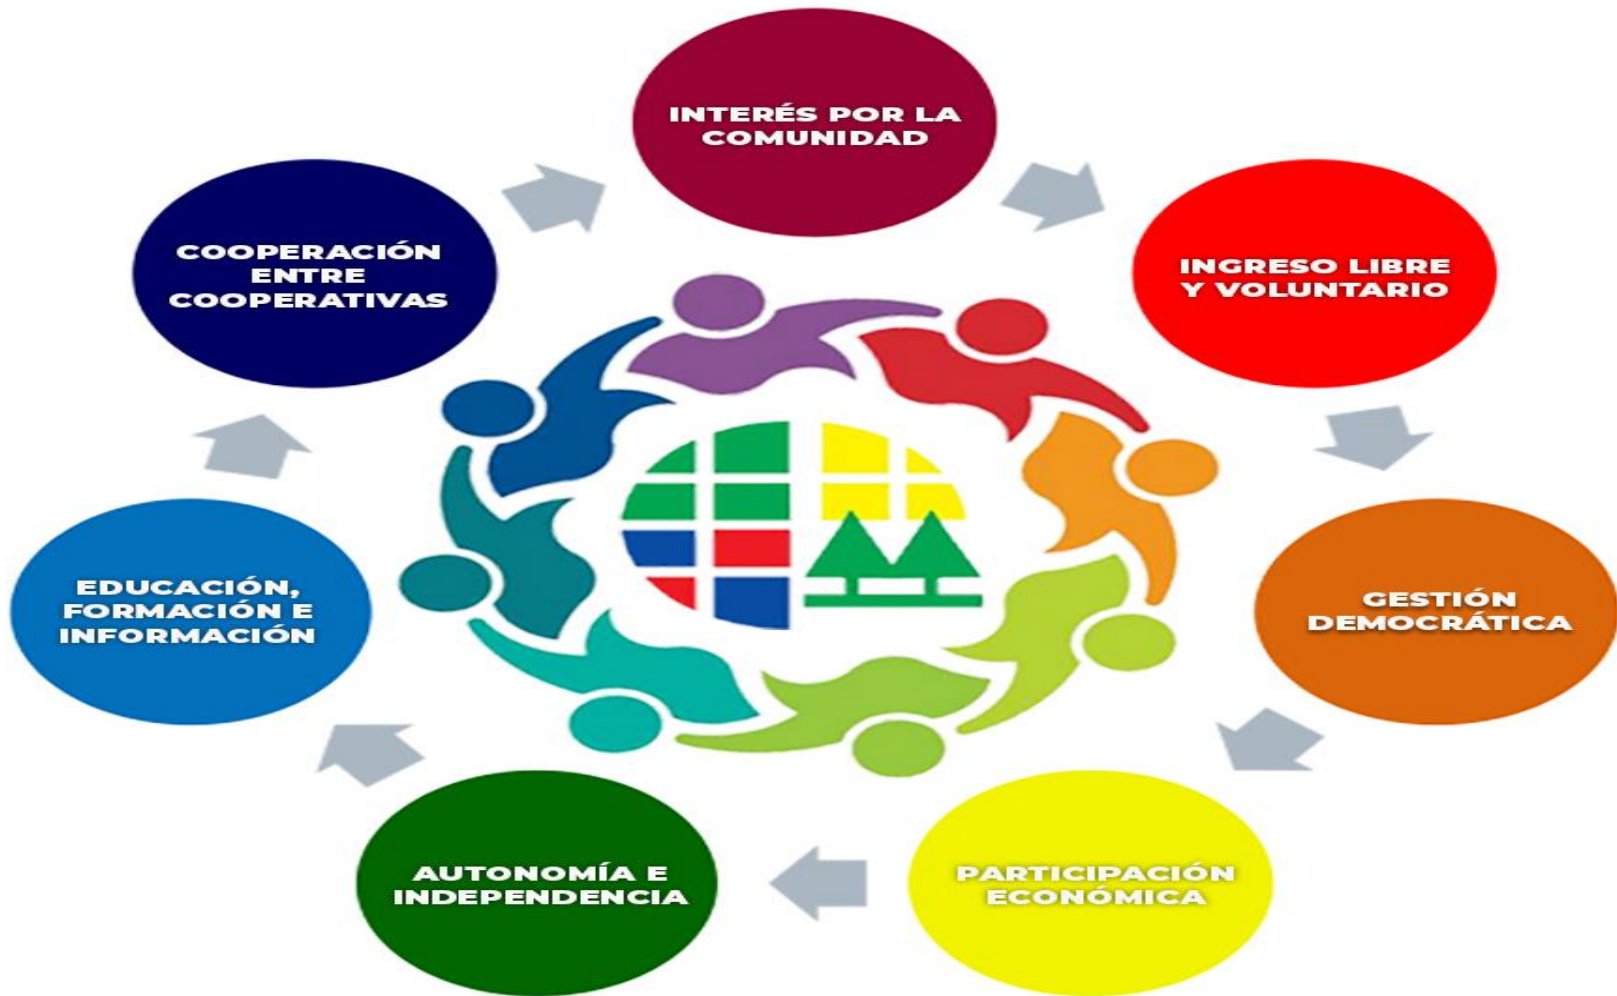 INTERÉS POR LA
COMUNIDAD
INGRESO LIBRE
Y VOLUNTARIO
GESTIÓN
DEMOCRÁTICA
PARTICIPACIÓN
ECONÓMICA
AUTONOMÍA E
INDEPENDENCIA
EDUCACIÓN,
FORMACIÓN E
INFORMACIÓN
COOPERACIÓN
ENTRE
COOPERATIVAS